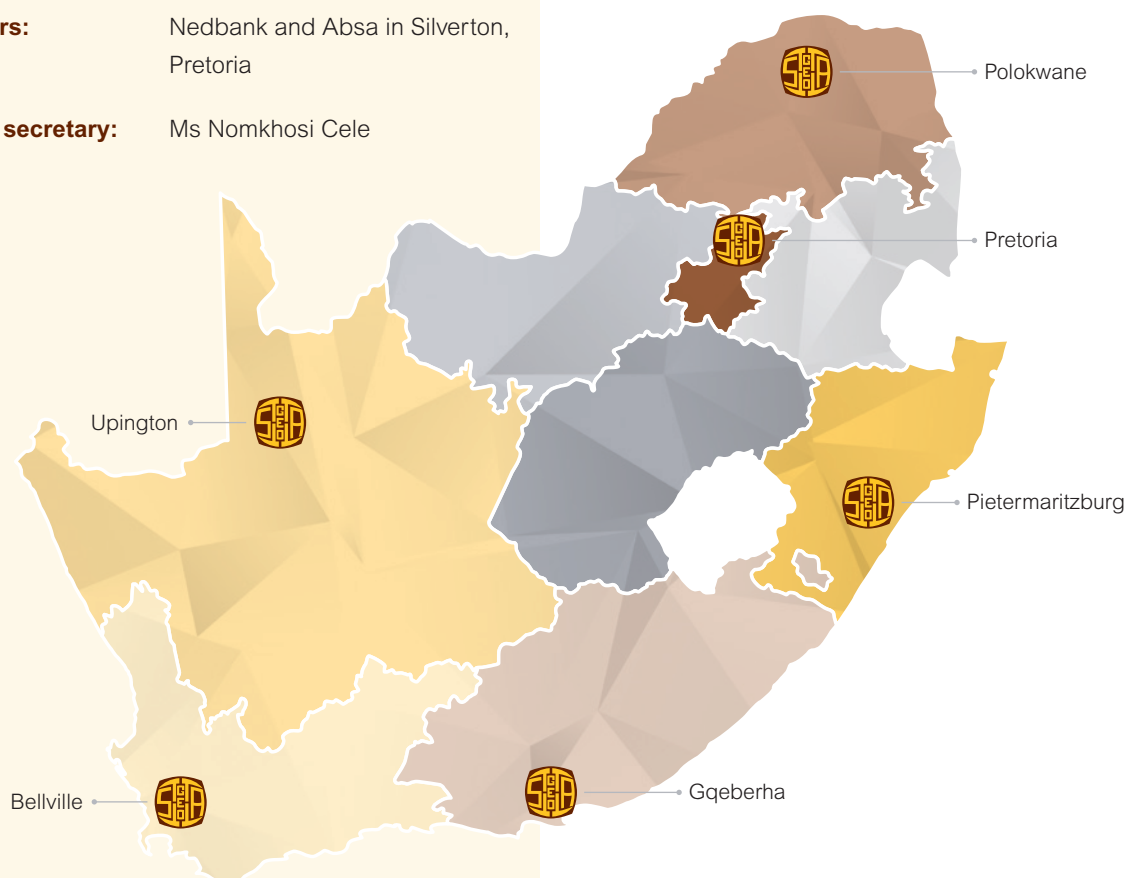 rs: Nedbank and Absa in Silverton,
Pretoria
secretary: Ms Nomkhosi Cele
Polokwane
Pretoria
Upington
Pietermaritzburg
Bellville
Gqeberha